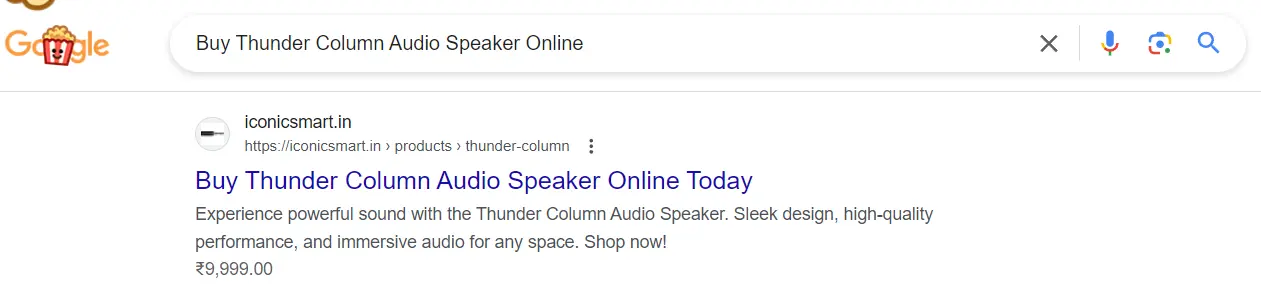 Google
Buy Thunder Column Audio Speaker Online
iconicsmart.in
https://iconicsmart.in › products › thunder-column
Buy Thunder Column Audio Speaker Online Today
Experience powerful sound with the Thunder Column Audio Speaker. Sleek design, high-quality
performance, and immersive audio for any space. Shop now!
₹9,999.00